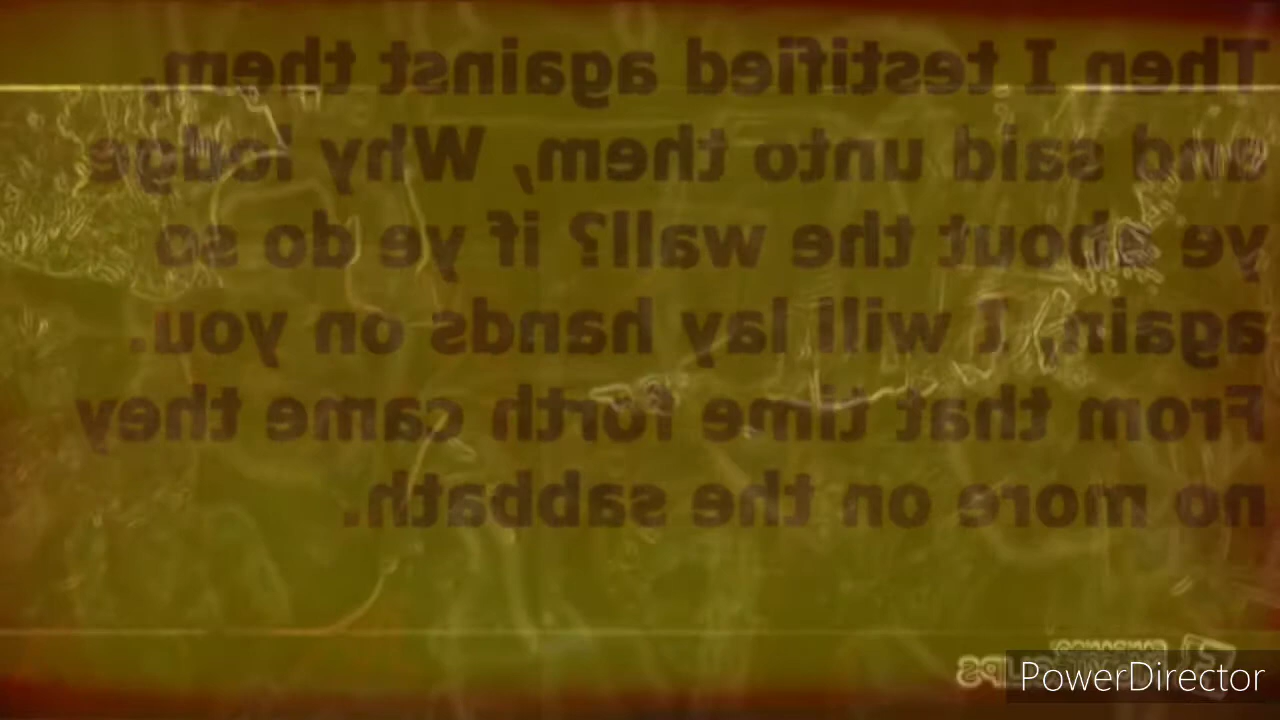 Then I testified against them,
and said unto them, Why lodge
ye about the wall? if ye do so
again, I will lay hands on you.
From that time forth came they
no more on the sabbath.
PowerDirector